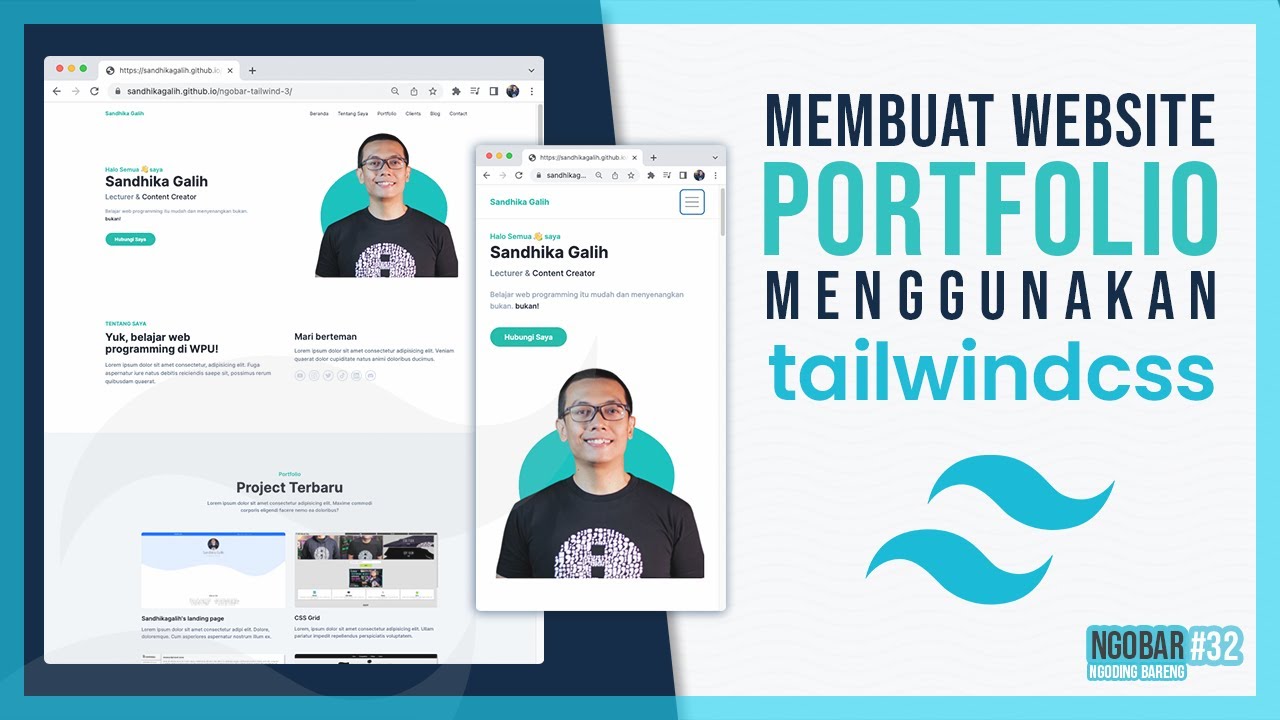 https://sandhikagalih.github.io
sandhikagalih.github.io/ngobar-tailwind-3/
Sandhika Galih
Beranda Tentang Saya Portfolio Clients Blog Contact
Halo Semua 👋 saya
Sandhika Galih
Lecturer & Content Creator
Belajar web programming itu mudah dan menyenangkan bukan.
bukan!
Hubungi Saya
TENTANG SAYA
Yuk, belajar web
programming di WPU!
Lorem ipsum dolor sit amet consectetur, adipisicing elit. Fuga
aspernatur iure natus debitis reiciendis saepe sit, possimus rerum
quibusdam quaerat.
Mari berteman
Lorem ipsum dolor sit amet consectetur adipisicing elit. Veniam
quaerat dolor cupiditate natus animi doloribus ducimus.
Portfolio
Project Terbaru
Lorem ipsum dolor sit amet consectetur adipisicing elit. Maxime commodi
corporis eligendi facere nemo ea doloribus?
Sandhikagalih's landing page
Lorem ipsum dolor sit amet consectetur adipisicing elit. Dolore,
doloremque. Cum asperiores aspernatur nostrum illum ex.
CSS Grid
Lorem, ipsum dolor sit amet consectetur adipisicing elit. Ullam
pariatur impedit repellendus perspiciatis voluptatem.
https://sandhikagalih.github.io
sandhikag...
Sandhika Galih
Halo Semua 👋 saya
Sandhika Galih
Lecturer & Content Creator
Belajar web programming itu mudah dan menyenangkan
bukan. bukan!
Hubungi Saya
MEMBUAT WEBSITE
PORTFOLIO
MENGGUNAKAN
tailwindcss
NGOBAR #32
NGODING BARENG